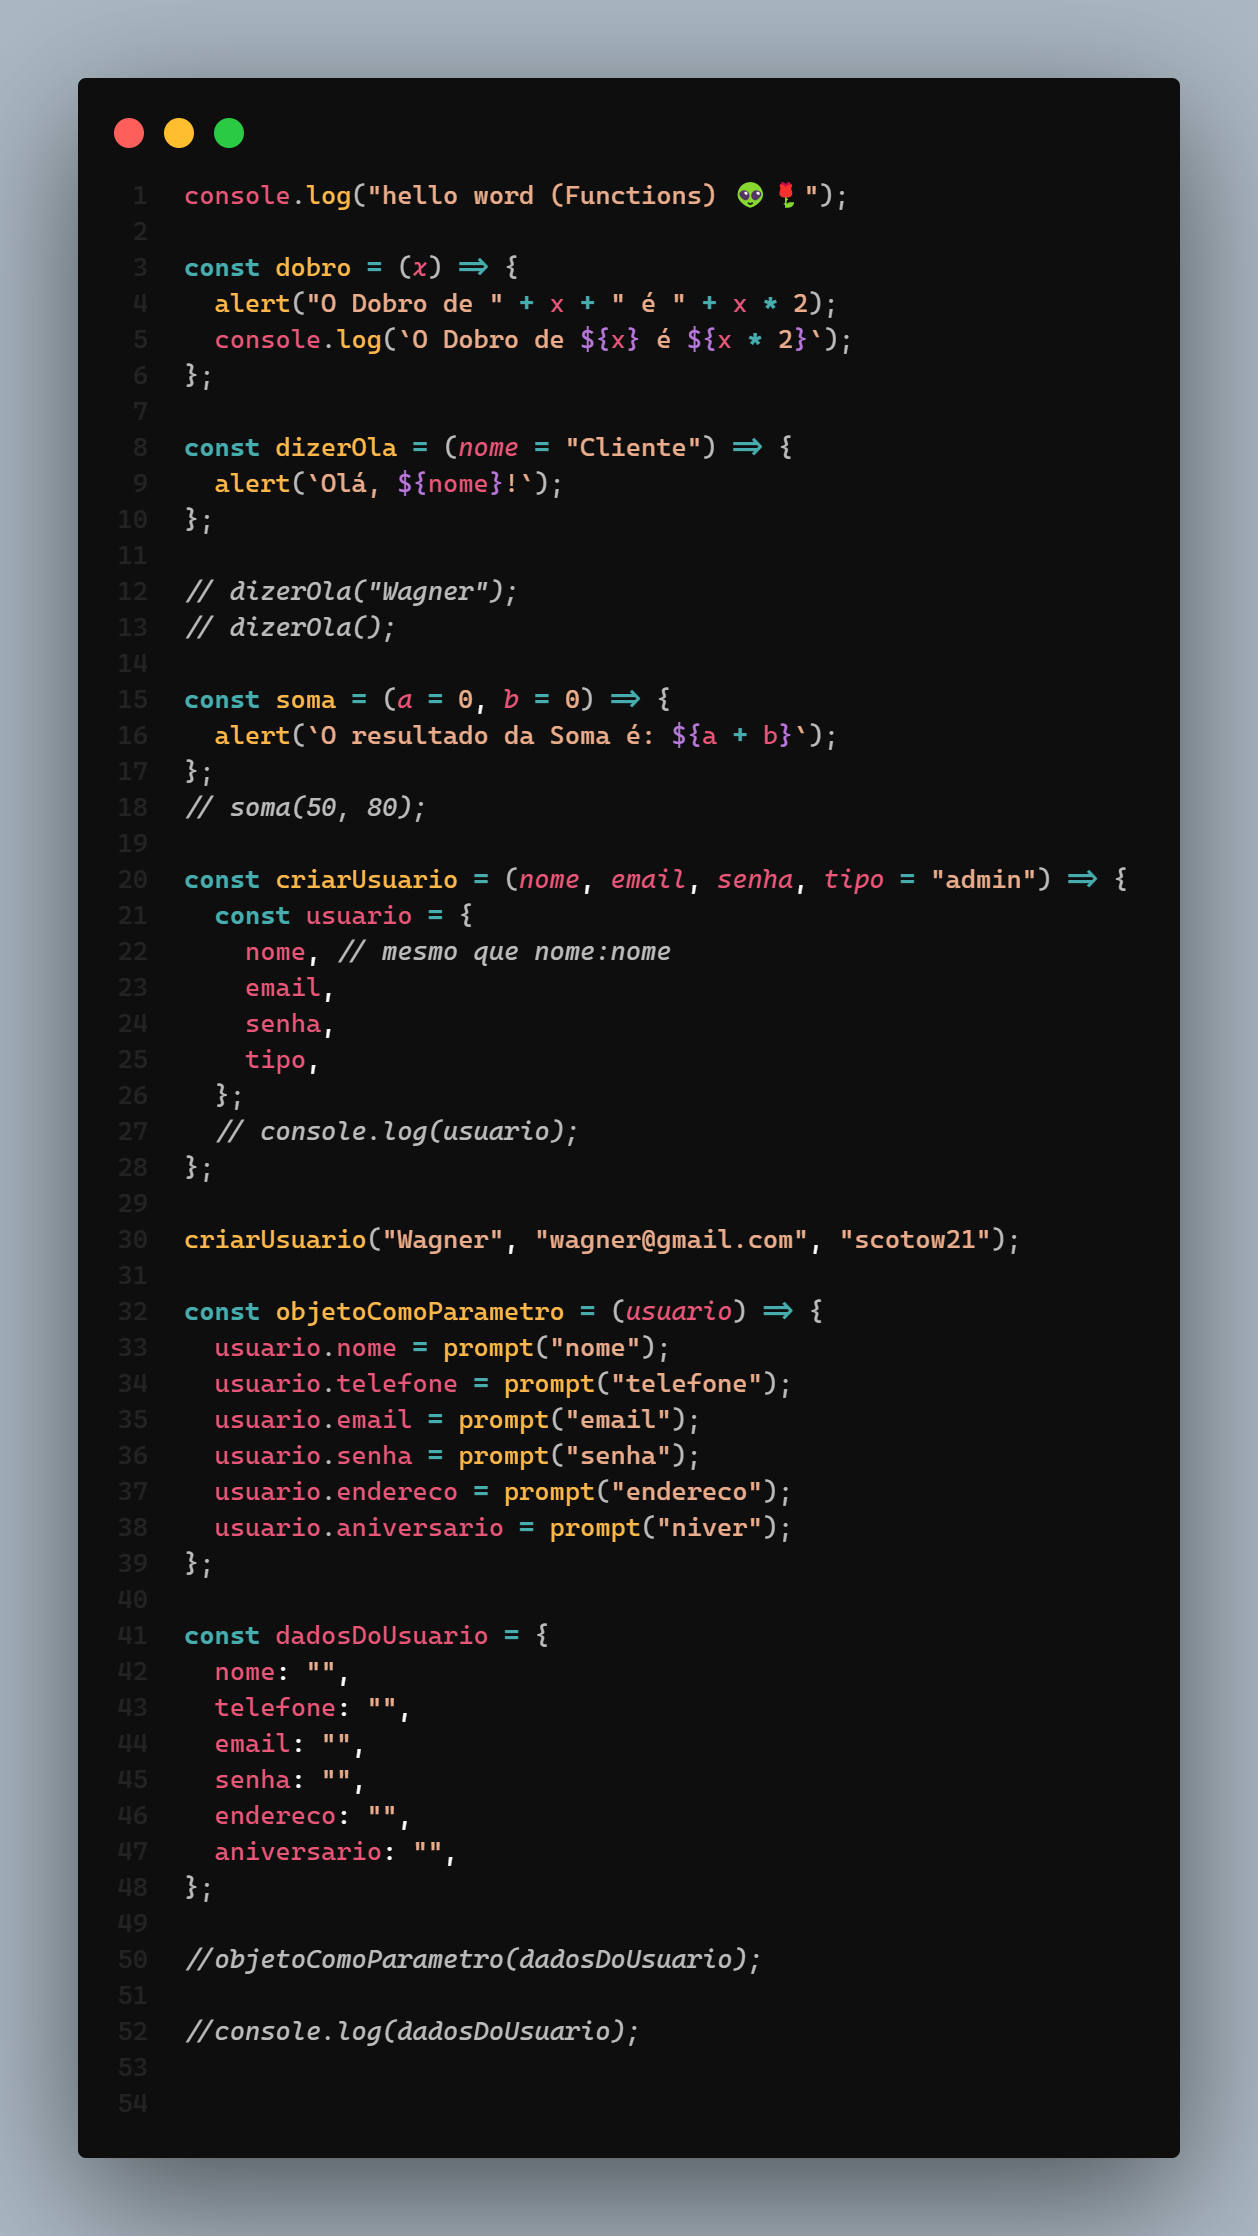 1 console.log("hello word (Functions) 👽🌹");
2
3 const dobro = (x) => {
4   alert("O Dobro de " + x + " é " + x * 2);
5   console.log(`O Dobro de ${x} é ${x * 2}`);
6 };
7
8 const dizerOla = (nome = "Cliente") => {
9   alert(`Olá, ${nome}!`);
10 };
11
12 // dizerOla("Wagner");
13 // dizerOla();
14
15 const soma = (a = 0, b = 0) => {
16   alert(`O resultado da Soma é: ${a + b}`);
17 };
18 // soma(50, 80);
19
20 const criarUsuario = (nome, email, senha, tipo = "admin") => {
21   const usuario = {
22     nome, // mesmo que nome:nome
23     email,
24     senha,
25     tipo,
26   };
27   // console.log(usuario);
28 };
29
30 criarUsuario("Wagner", "wagner@gmail.com", "scotow21");
31
32 const objetoComoParametro = (usuario) => {
33   usuario.nome = prompt("nome");
34   usuario.telefone = prompt("telefone");
35   usuario.email = prompt("email");
36   usuario.senha = prompt("senha");
37   usuario.endereco = prompt("endereco");
38   usuario.aniversario = prompt("niver");
39 };
40
41 const dadosDoUsuario = {
42   nome: "",
43   telefone: "",
44   email: "",
45   senha: "",
46   endereco: "",
47   aniversario: "",
48 };
49
50 //objetoComoParametro(dadosDoUsuario);
51
52 //console.log(dadosDoUsuario);
53
54